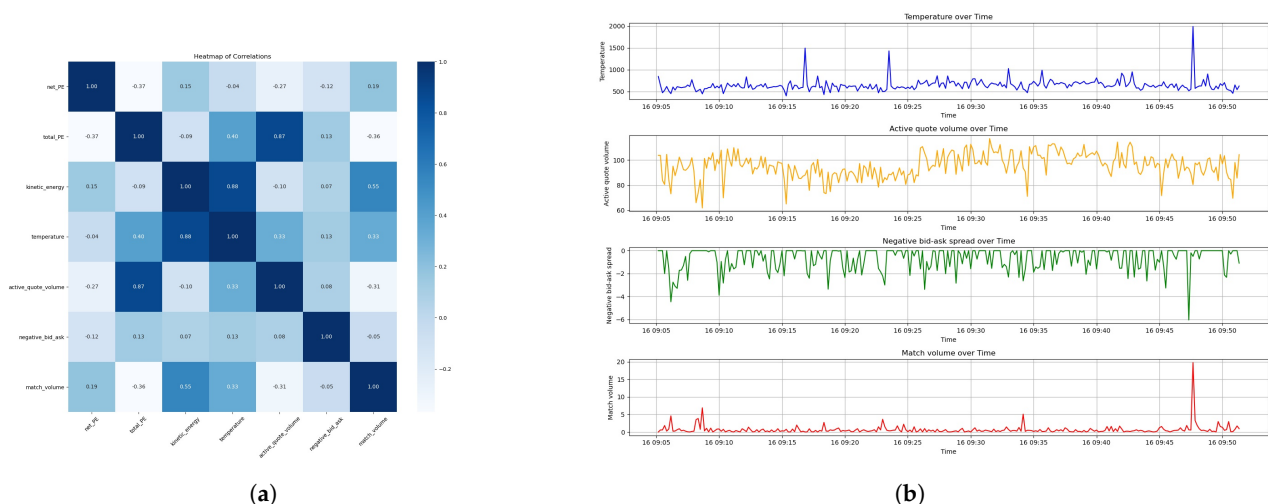 Heatmap of Correlations
net_PE 1.00 -0.37 0.15 -0.04 -0.27 -0.12 0.19
total_PE -0.37 1.00 -0.09 0.40 0.87 0.13 -0.36
kinetic_energy 0.15 -0.09 1.00 0.88 -0.10 0.07 0.55
temperature -0.04 0.40 0.88 1.00 0.33 0.13 0.33
active_quote_volume -0.27 0.87 -0.10 0.33 1.00 0.08 -0.31
negative_bid_ask -0.12 0.13 0.07 0.13 0.08 1.00 -0.05
match_volume 0.19 -0.36 0.55 0.33 -0.31 -0.05 1.00
net_PE total_PE kinetic_energy temperature active_quote_volume negative_bid_ask match_volume
1.0
0.8
0.6
0.4
0.2
0.0
−0.2
(a)
Temperature over Time
Temperature
2000
1500
1000
500
16 09:05 16 09:10 16 09:15 16 09:20 16 09:25 16 09:30 16 09:35 16 09:40 16 09:45 16 09:50
Time
Active quote volume over Time
Active quote volume
100
80
60
16 09:05 16 09:10 16 09:15 16 09:20 16 09:25 16 09:30 16 09:35 16 09:40 16 09:45 16 09:50
Time
Negative bid-ask spread over Time
Negative bid-ask spread
0
−2
−4
−6
16 09:05 16 09:10 16 09:15 16 09:20 16 09:25 16 09:30 16 09:35 16 09:40 16 09:45 16 09:50
Time
Match volume over Time
Match volume
20
15
10
5
0
16 09:05 16 09:10 16 09:15 16 09:20 16 09:25 16 09:30 16 09:35 16 09:40 16 09:45 16 09:50
Time
(b)